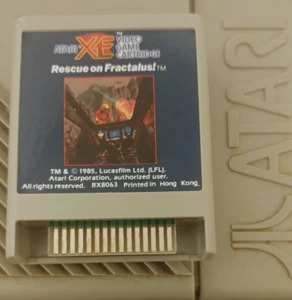 ATARI XE™ VIDEO
GAME
CARTRIDGE
Rescue on Fractalus!™
TM & © 1985, Lucasfilm Ltd. [LFL].
Atari Corporation, authorized user.
All rights reserved. RX8063 Printed in Hong Kong.
ATARI